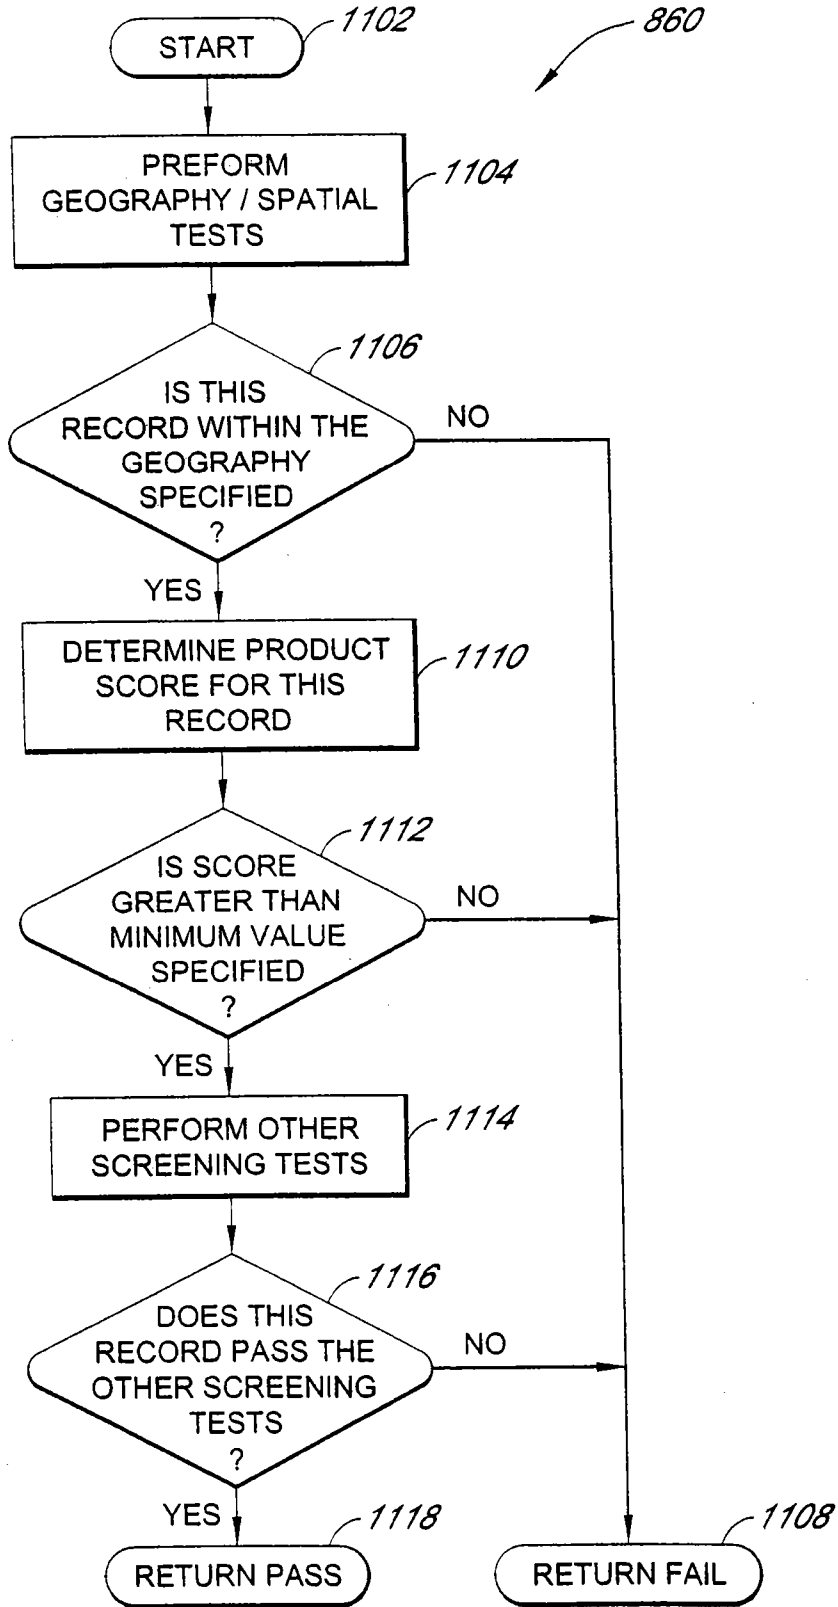 START
1102
860
PREFORM
GEOGRAPHY / SPATIAL
TESTS
1104
1106
IS THIS
RECORD WITHIN THE
GEOGRAPHY
SPECIFIED
?
NO
YES
DETERMINE PRODUCT
SCORE FOR THIS
RECORD
1110
1112
IS SCORE
GREATER THAN
MINIMUM VALUE
SPECIFIED
?
NO
YES
PERFORM OTHER
SCREENING TESTS
1114
1116
DOES THIS
RECORD PASS THE
OTHER SCREENING
TESTS
?
NO
YES
1118
RETURN PASS
1108
RETURN FAIL